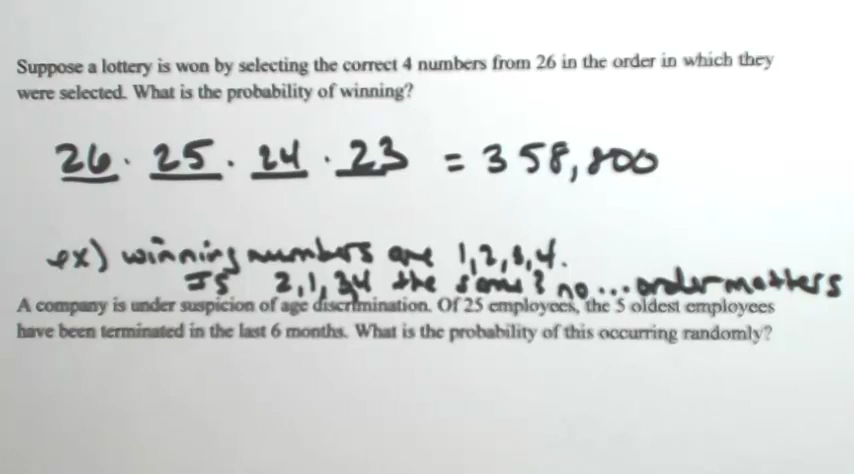 Suppose a lottery is won by selecting the correct 4 numbers from 26 in the order in which they
were selected. What is the probability of winning?
26 · 25 · 24 · 23 = 358,800
ex) winning numbers are 1,2,3,4.
Is 2,1,3,4 the same? no... order matters
A company is under suspicion of age discrimination. Of 25 employees, the 5 oldest employees
have been terminated in the last 6 months. What is the probability of this occurring randomly?